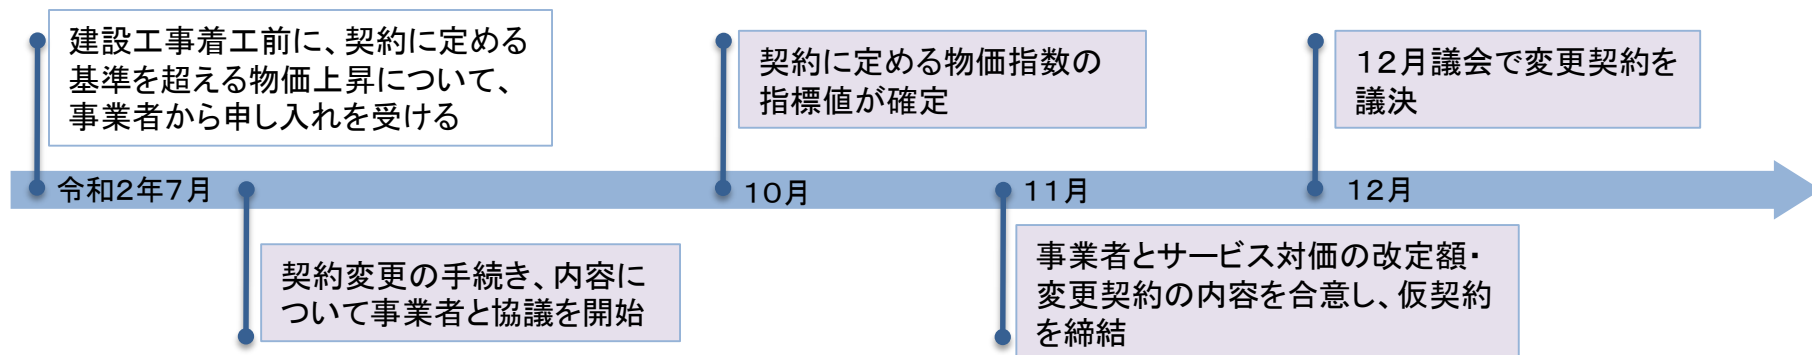 建設工事着工前に、契約に定める
基準を超える物価上昇について、
事業者から申し入れを受ける
契約に定める物価指数の
指標値が確定
１２月議会で変更契約を
議決
令和２年７月
１０月
１１月
１２月
契約変更の手続き、内容に
ついて事業者と協議を開始
事業者とサービス対価の改定額・
変更契約の内容を合意し、仮契約
を締結